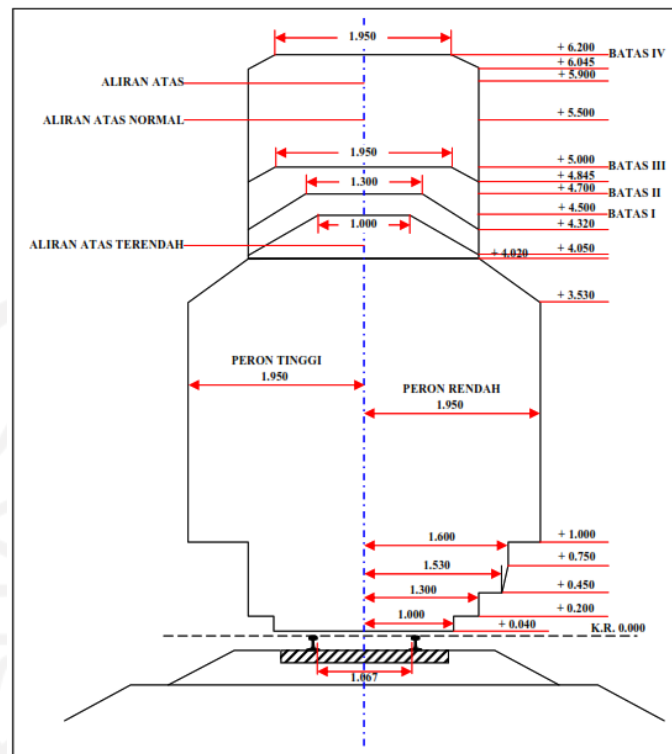 1.950
+ 6.200 BATAS IV
+ 6.045
+ 5.900
ALIRAN ATAS
ALIRAN ATAS NORMAL
+ 5.500
1.950
+ 5.000 BATAS III
+ 4.845
1.300
+ 4.700 BATAS II
+ 4.500 BATAS I
1.000
+ 4.320
ALIRAN ATAS TERENDAH
+ 4.050
+ 4.020
+ 3.530
PERON TINGGI
1.950
PERON RENDAH
1.950
1.600
+ 1.000
+ 0.750
1.530
+ 0.450
1.300
+ 0.200
1.000
+ 0.040
K.R. 0.000
1.067